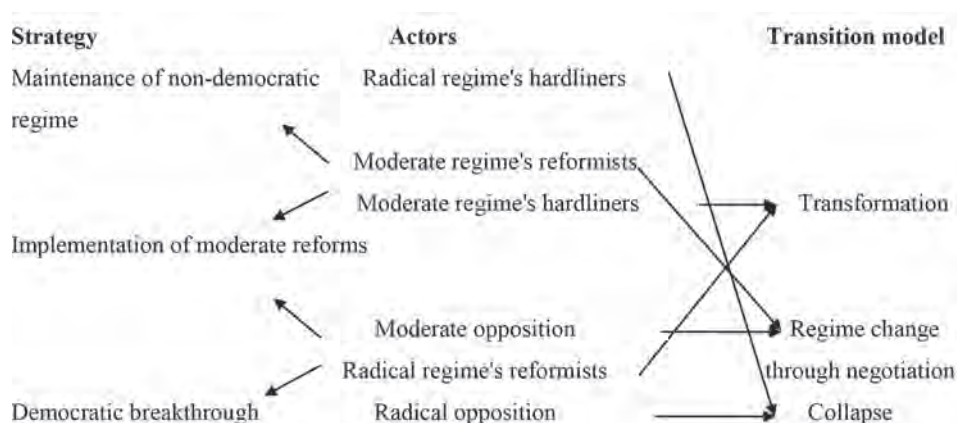 Strategy Actors Transition model
Maintenance of non-democratic Radical regime's hardliners
regime
Moderate regime's reformists
Moderate regime's hardliners Transformation
Implementation of moderate reforms
Moderate opposition Regime change
Radical regime's reformists through negotiation
Democratic breakthrough Radical opposition Collapse